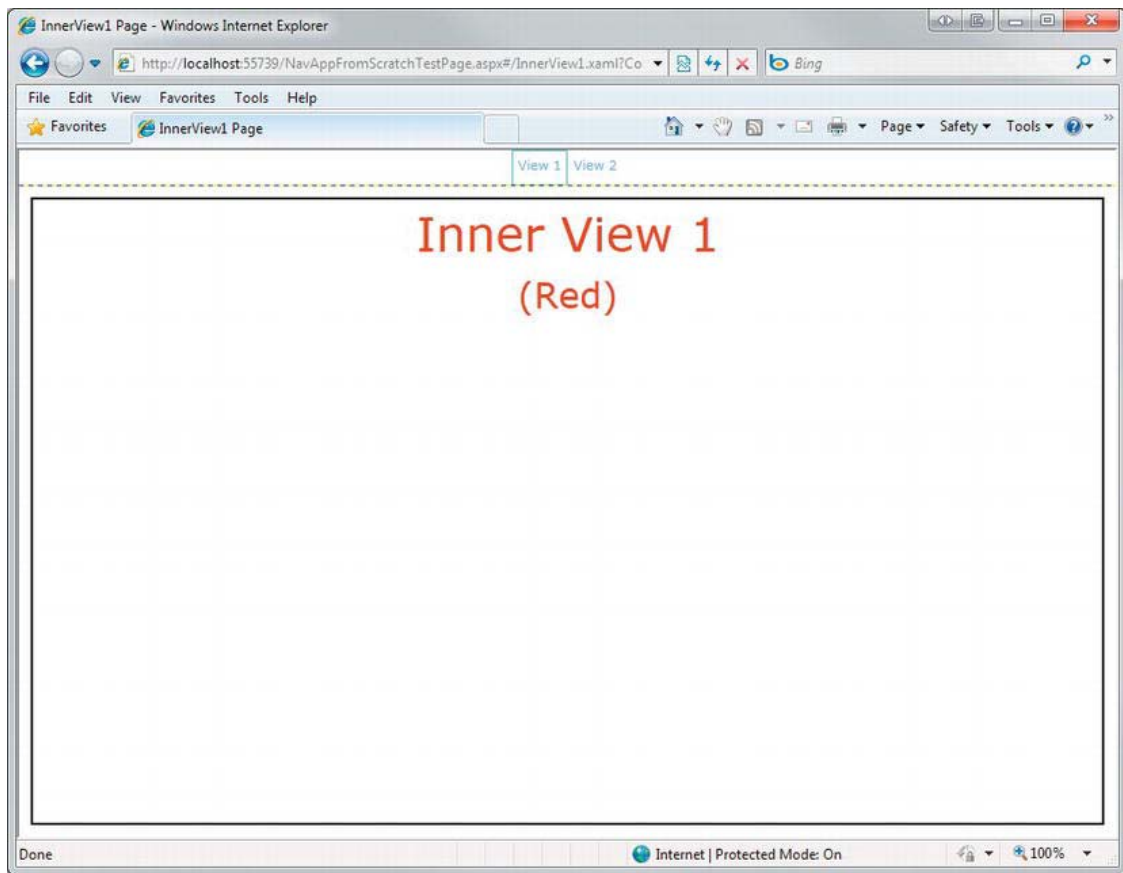 InnerView1 Page - Windows Internet Explorer
http://localhost:55739/NavAppFromScratchTestPage.aspx#/InnerView1.xaml?Co
Bing
File Edit View Favorites Tools Help
Favorites InnerView1 Page Page Safety Tools
View 1 View 2
Inner View 1
(Red)
Done Internet | Protected Mode: On 100%